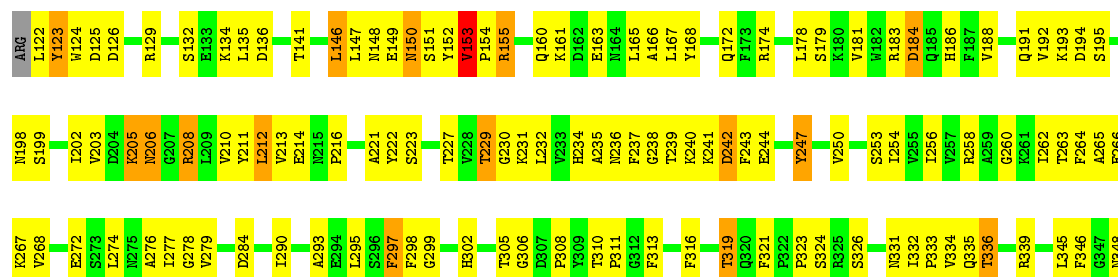 ARG L122 Y123 W124 D125 D126 R129 S132 E133 K134 L135 D136 T141 L146 L147 N148 E149 N150 S151 Y152 V153 P154 R155 Q160 K161 D162 E163 N164 L165 A166 L167 Y168 Q172 F173 R174 L178 S179 K180 V181 W182 R183 D184 Q185 H186 F187 V188 Q191 V192 K193 D194 S195
N198 S199 I202 V203 D204 K205 N206 G207 R208 L209 V210 Y211 L212 V213 E214 N215 P216 A221 Y222 S223 T227 V228 T229 G230 K231 L232 V233 H234 A235 N236 F237 G238 T239 K240 K241 D242 F243 E244 Y247 V250 S253 I254 V255 I256 V257 R258 A259 G260 K261 I262 T263 F264 A265
K267 V268 E272 S273 L274 N275 A276 I277 G278 V279 D284 I290 A293 E294 L295 S296 F297 F298 G299 H302 T305 G306 D307 P308 Y309 T310 P311 G312 F313 F316 T319 Q320 F321 P322 P323 S324 R325 S326 N331 I332 P333 V334 Q335 T336 R339 L345 F346 G347